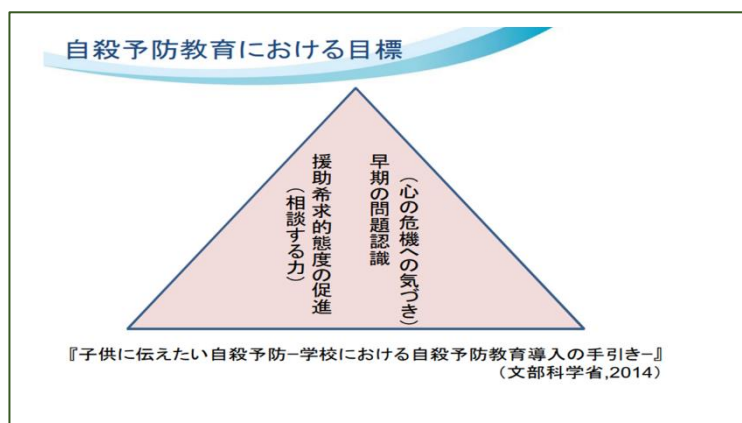 自殺予防教育における目標
早期の問題認識
（心の危機への気づき）
援助希求的態度の促進
（相談する力）
『子供に伝えたい自殺予防−学校における自殺予防教育導入の手引き−』
（文部科学省,2014）